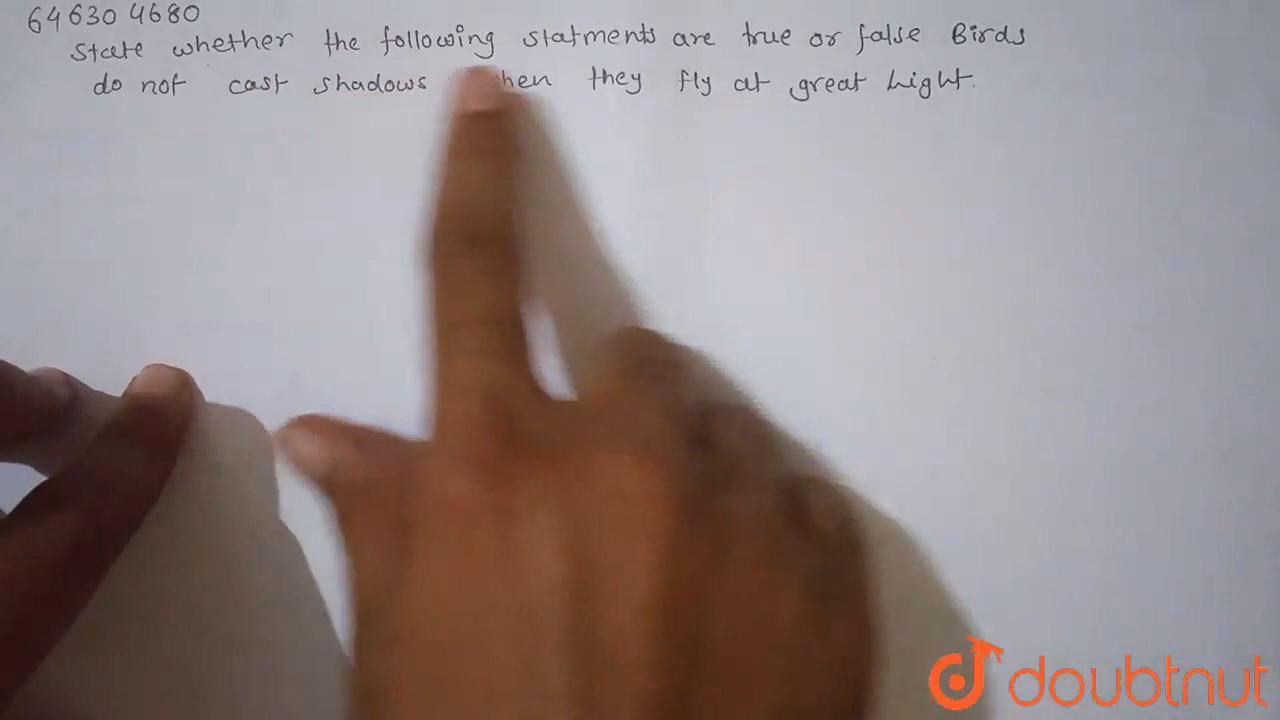 64630 4680
State whether the following statments are true or false Birds
do not cast shadows hen they fly at great hight.
doubtnut